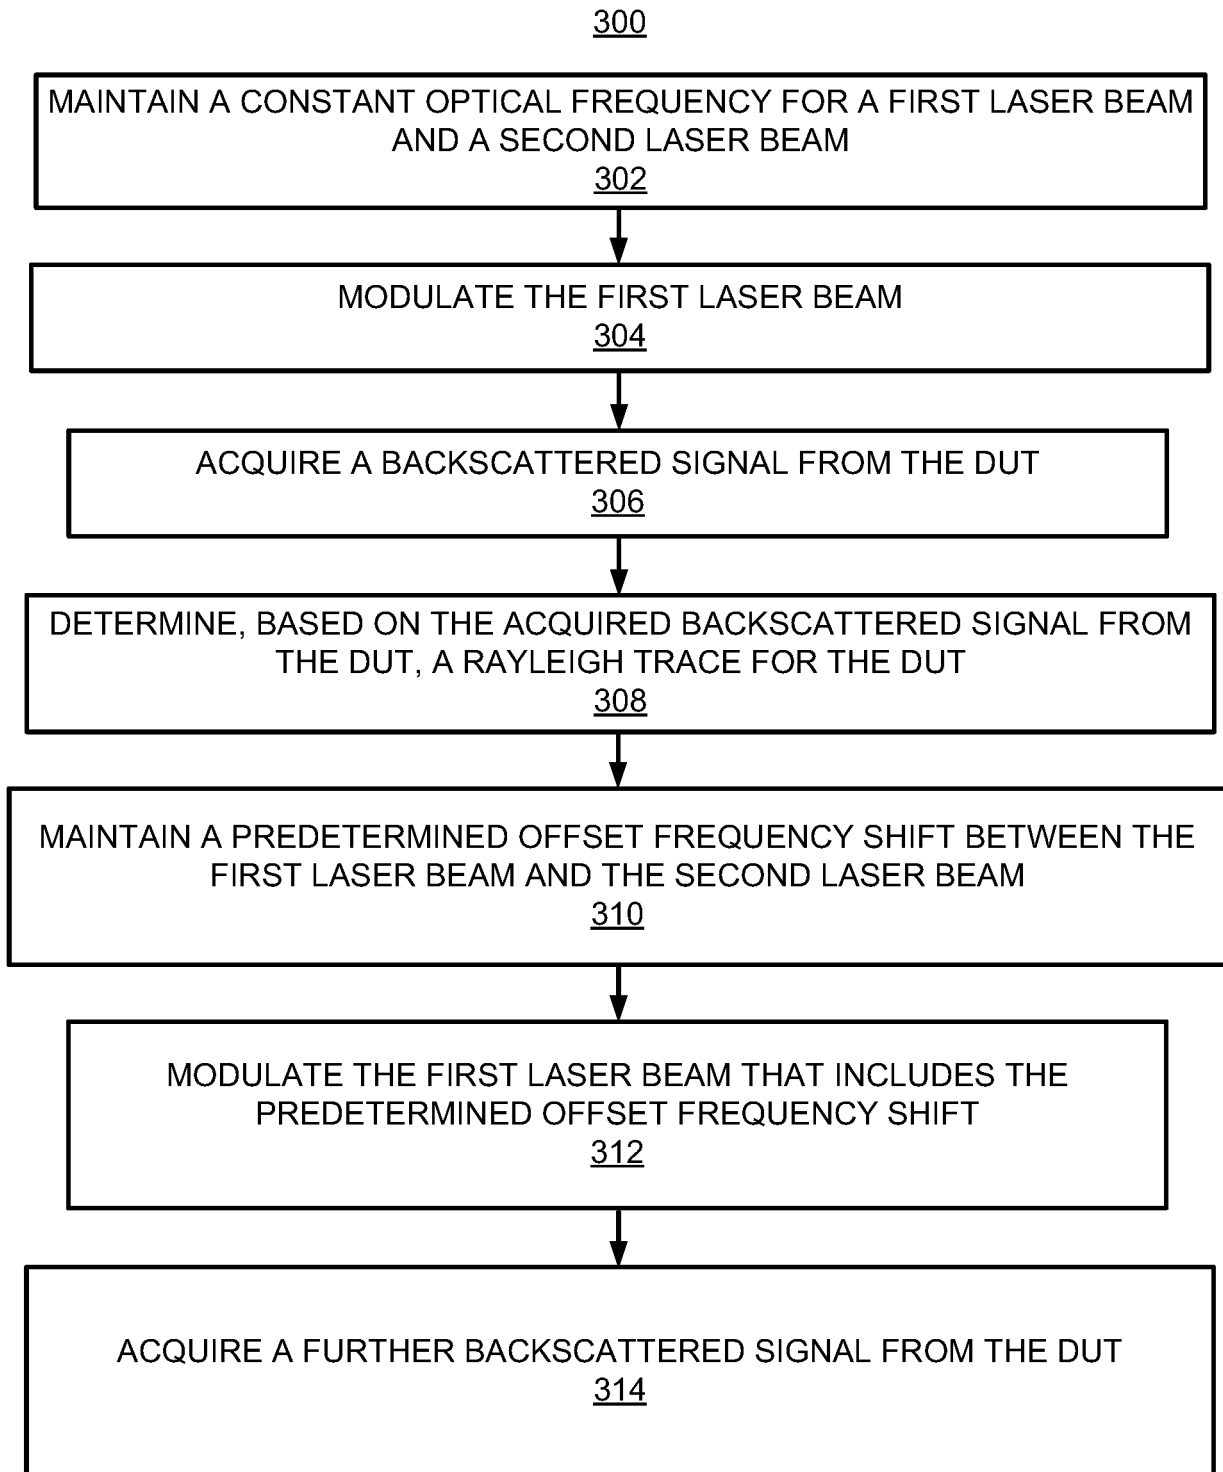 300
MAINTAIN A CONSTANT OPTICAL FREQUENCY FOR A FIRST LASER BEAM
AND A SECOND LASER BEAM
302
MODULATE THE FIRST LASER BEAM
304
ACQUIRE A BACKSCATTERED SIGNAL FROM THE DUT
306
DETERMINE, BASED ON THE ACQUIRED BACKSCATTERED SIGNAL FROM
THE DUT, A RAYLEIGH TRACE FOR THE DUT
308
MAINTAIN A PREDETERMINED OFFSET FREQUENCY SHIFT BETWEEN THE
FIRST LASER BEAM AND THE SECOND LASER BEAM
310
MODULATE THE FIRST LASER BEAM THAT INCLUDES THE
PREDETERMINED OFFSET FREQUENCY SHIFT
312
ACQUIRE A FURTHER BACKSCATTERED SIGNAL FROM THE DUT
314